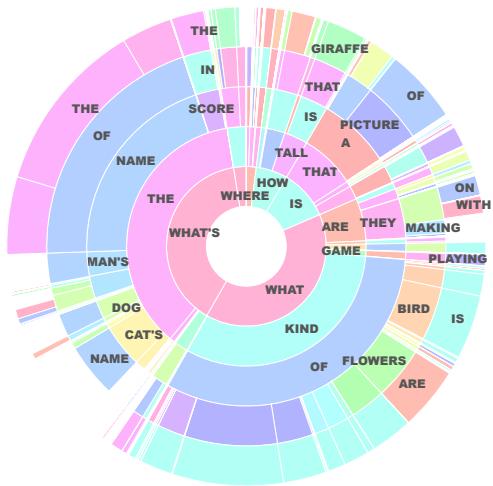 THE
GIRAFFE
IN
THAT
THE
OF
SCORE
IS
OF
PICTURE
A
NAME
TALL
THAT
HOW
ON
THE
WHERE
IS
WITH
WHAT'S
ARE
THEY
MAKING
GAME
MAN'S
PLAYING
WHAT
DOG
BIRD
IS
CAT'S
KIND
NAME
OF
FLOWERS
ARE